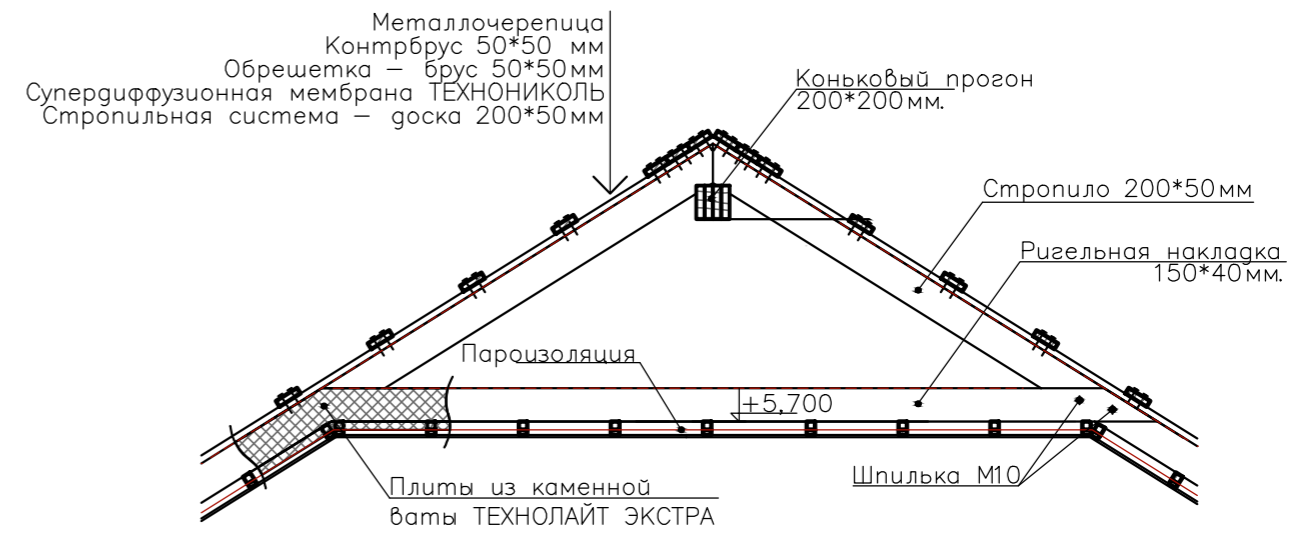 Металлочерепица
Контрбрус 50*50 мм
Обрешетка – брус 50*50мм
Супердиффузионная мембрана ТЕХНОНИКОЛЬ
Стропильная система – доска 200*50мм
Коньковый прогон
200*200мм.
Стропило 200*50мм
Ригельная накладка
150*40мм.
Пароизоляция
+5,700
Шпилька М10
Плиты из каменной
ваты ТЕХНОЛАЙТ ЭКСТРА